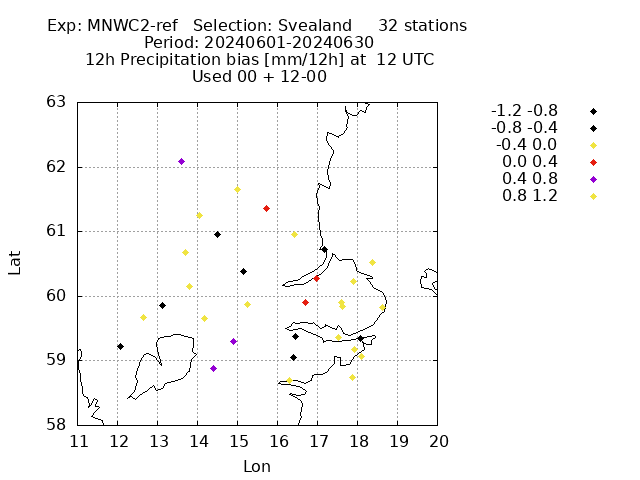 Exp: MNWC2-ref   Selection: Svealand     32 stations
Period: 20240601-20240630
12h Precipitation bias [mm/12h] at  12 UTC
Used 00 + 12-00
-1.2 -0.8
-0.8 -0.4
-0.4 0.0
0.0 0.4
0.4 0.8
0.8 1.2
63
62
61
60
59
58
Lat
11 12 13 14 15 16 17 18 19 20
Lon